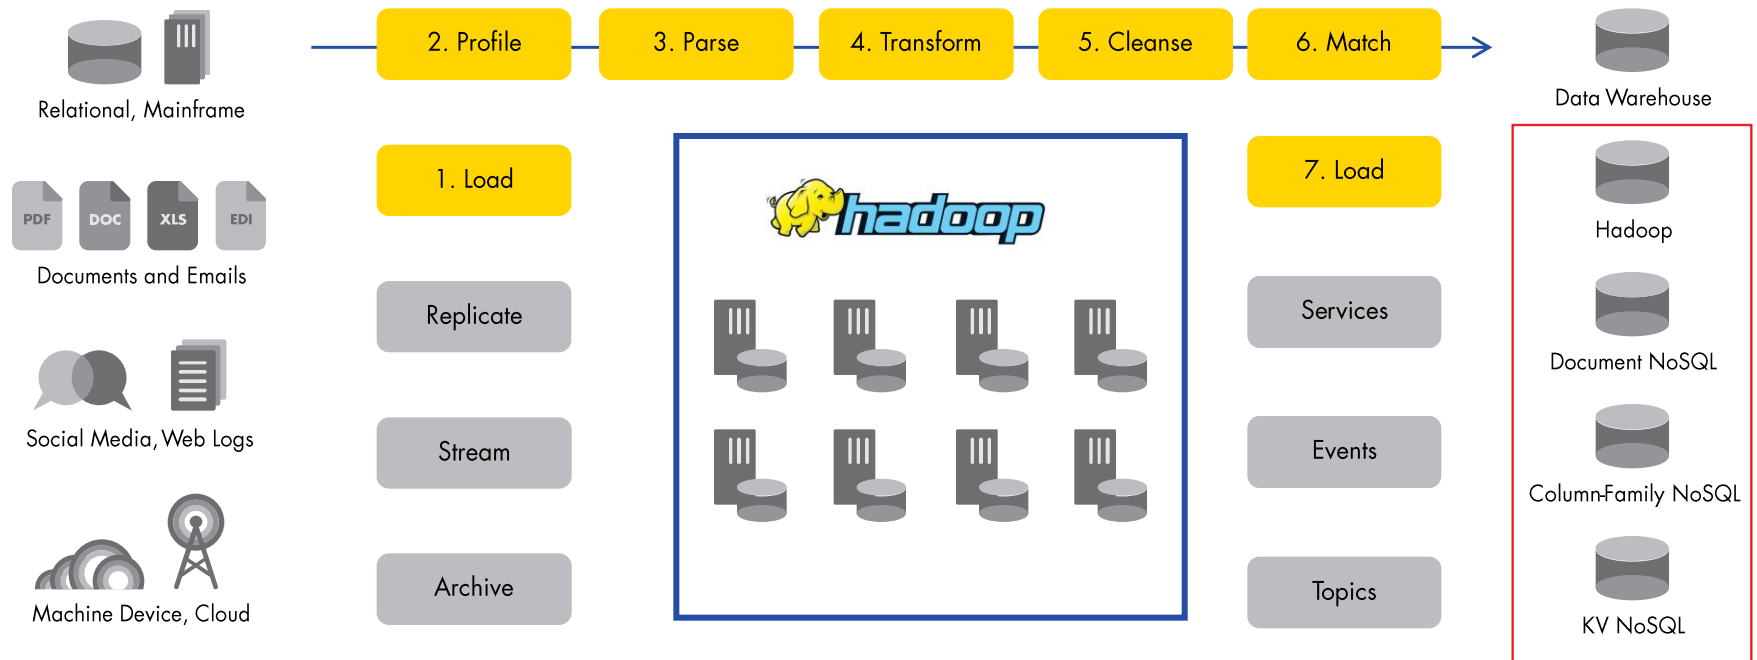 2. Profile
3. Parse
4. Transform
5. Cleanse
6. Match
Relational, Mainframe
Data Warehouse
1. Load
hadoop
7. Load
PDF
DOC
XLS
EDI
Hadoop
Documents and Emails
Replicate
Services
Document NoSQL
Social Media, Web Logs
Stream
Events
Column-Family NoSQL
Machine Device, Cloud
Archive
Topics
KV NoSQL